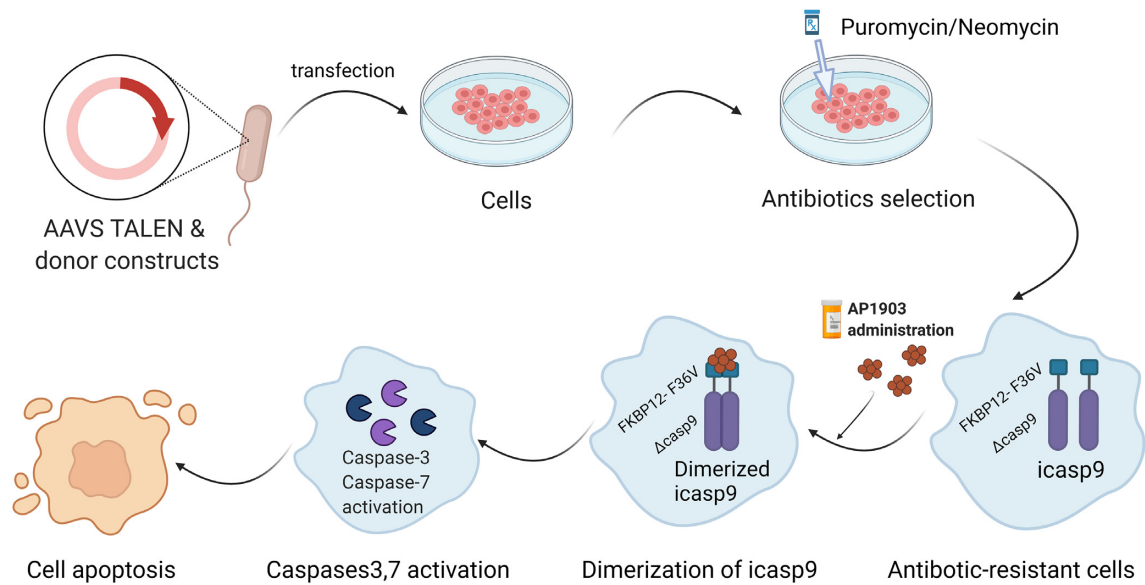 Puromycin/Neomycin
transfection
AAVS TALEN &
donor constructs
Cells
Antibiotics selection
AP1903
administration
FKBP12- F36V
Δcasp9
icasp9
FKBP12- F36V
Δcasp9
Dimerized
icasp9
Caspase-3
Caspase-7
activation
Cell apoptosis
Caspases3,7 activation
Dimerization of icasp9
Antibotic-resistant cells